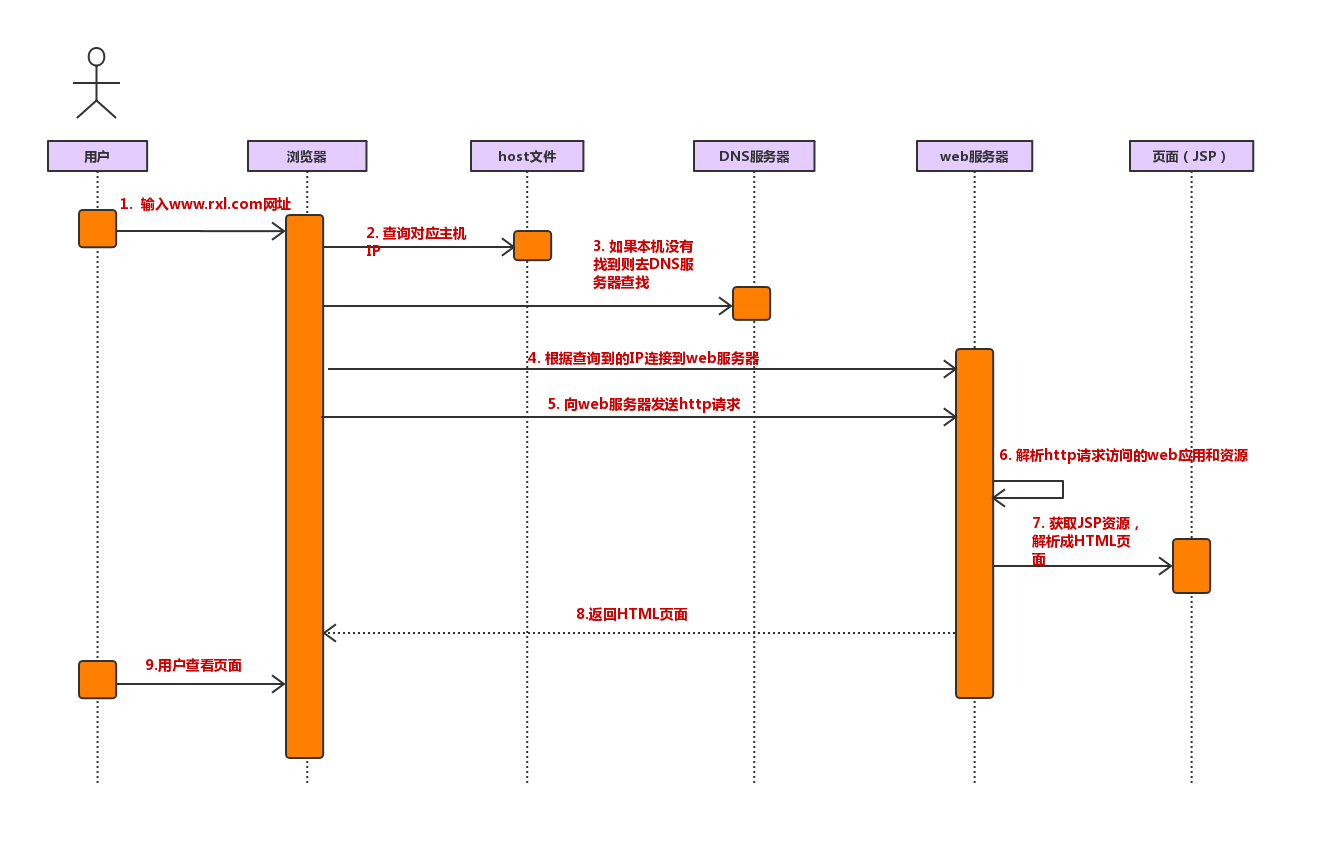 用户
浏览器
host文件
DNS服务器
web服务器
页面（JSP）
1. 输入www.rxl.com网址
2. 查询对应主机
IP
3. 如果本机没有
找到则去DNS服
务器查找
4. 根据查询到的IP连接到web服务器
5. 向web服务器发送http请求
6. 解析http请求访问的web应用和资源
7. 获取JSP资源，
解析成HTML页
面
8.返回HTML页面
9.用户查看页面